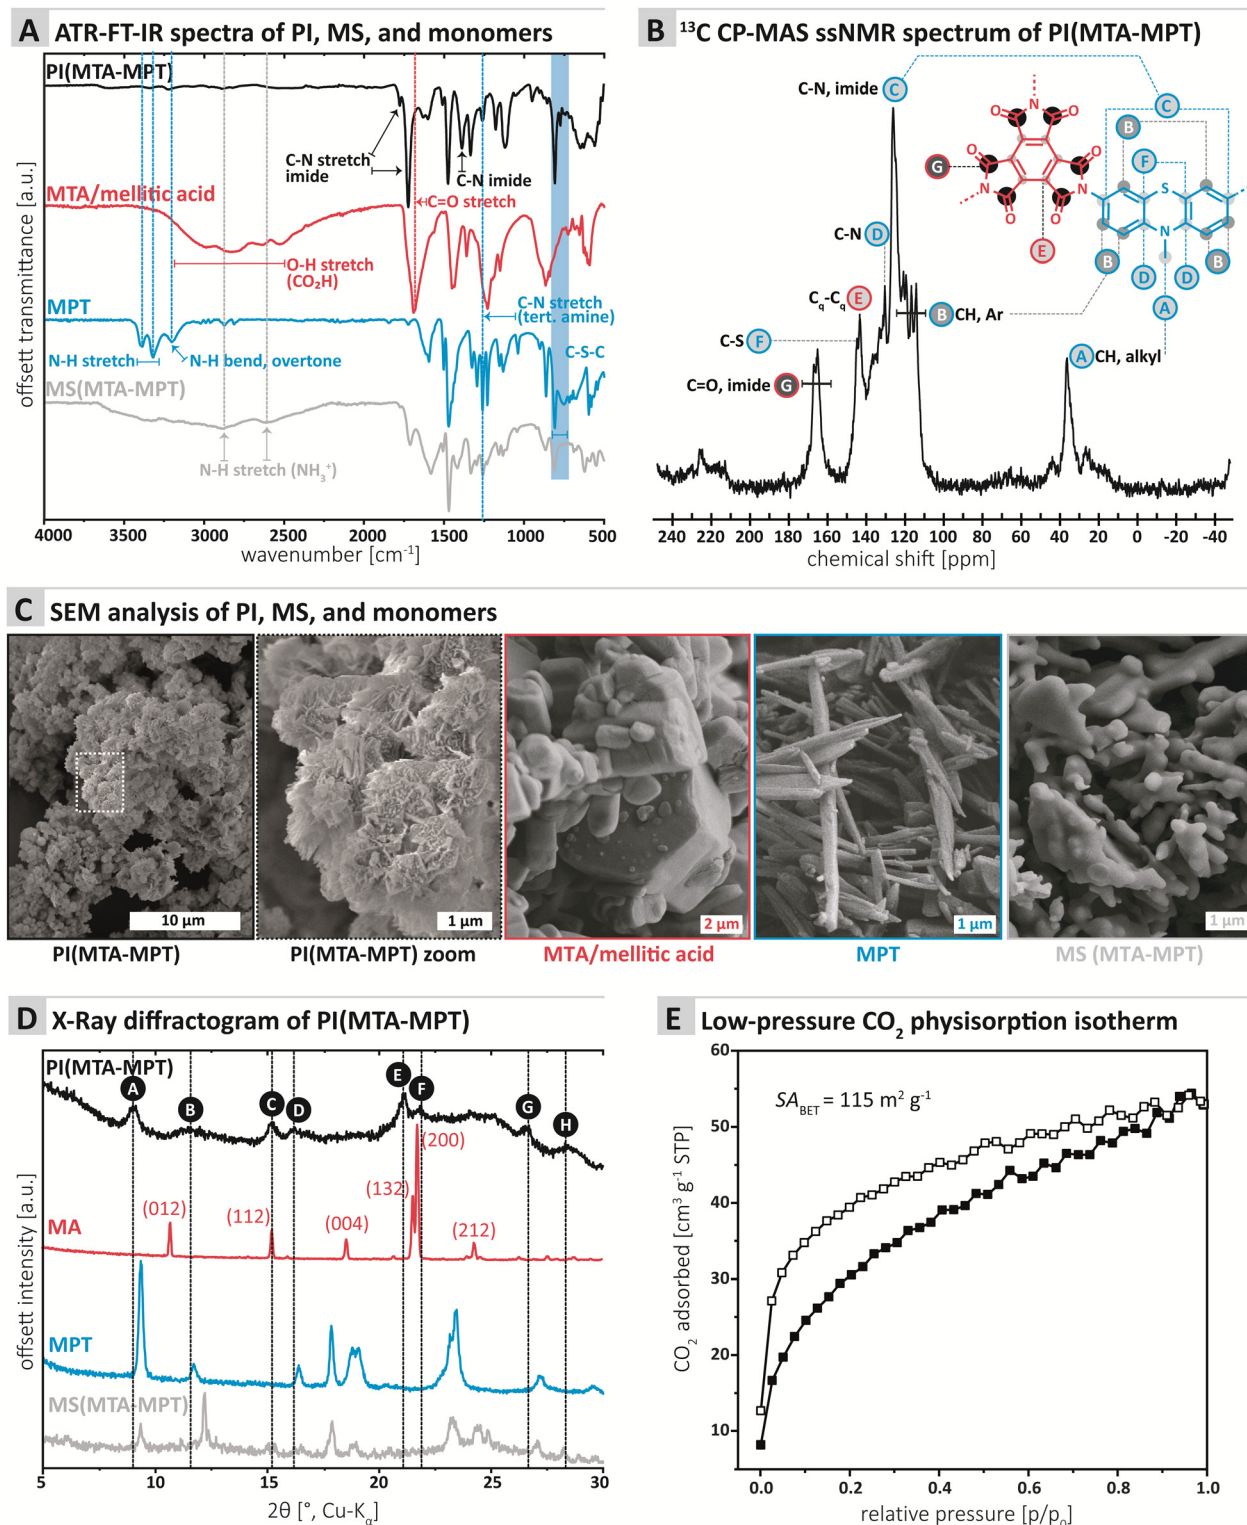 A ATR-FT-IR spectra of PI, MS, and monomers
PI(MTA-MPT)
C-N stretch
imide
C-N imide
MTA/mellitic acid
C=O stretch
O-H stretch
(CO₂H)
MPT
C-N stretch
(tert. amine)
N-H stretch
N-H bend, overtone
C-S-C
MS(MTA-MPT)
N-H stretch (NH₃⁺)
offsett transmittance [a.u.]
4000 3500 3000 2500 2000 1500 1000 500
wavenumber [cm⁻¹]
B ¹³C CP-MAS ssNMR spectrum of PI(MTA-MPT)
C-N, imide C
C-N D
C_q-C_q E
C-S F
C=O, imide G
B CH, Ar
A CH, alkyl
O N O
O O
N N
O O
S
N
G
E
C
B
B
B
F
D
D
A
240 220 200 180 160 140 120 100 80 60 40 20 0 -20 -40
chemical shift [ppm]
C SEM analysis of PI, MS, and monomers
10 µm
1 µm
2 µm
1 µm
1 µm
PI(MTA-MPT)
PI(MTA-MPT) zoom
MTA/mellitic acid
MPT
MS (MTA-MPT)
D X-Ray diffractogram of PI(MTA-MPT)
PI(MTA-MPT)
A B C D E F G H
(200)
(132)
(012)
(112)
(004)
(212)
MA
MPT
MS(MTA-MPT)
offsett intensity [a.u.]
5 10 15 20 25 30
2θ [°, Cu-K_α]
E Low-pressure CO₂ physisorption isotherm
SA_BET = 115 m² g⁻¹
CO₂ adsorbed [cm³ g⁻¹ STP]
60
50
40
30
20
10
0.0 0.2 0.4 0.6 0.8 1.0
relative pressure [p/p₀]